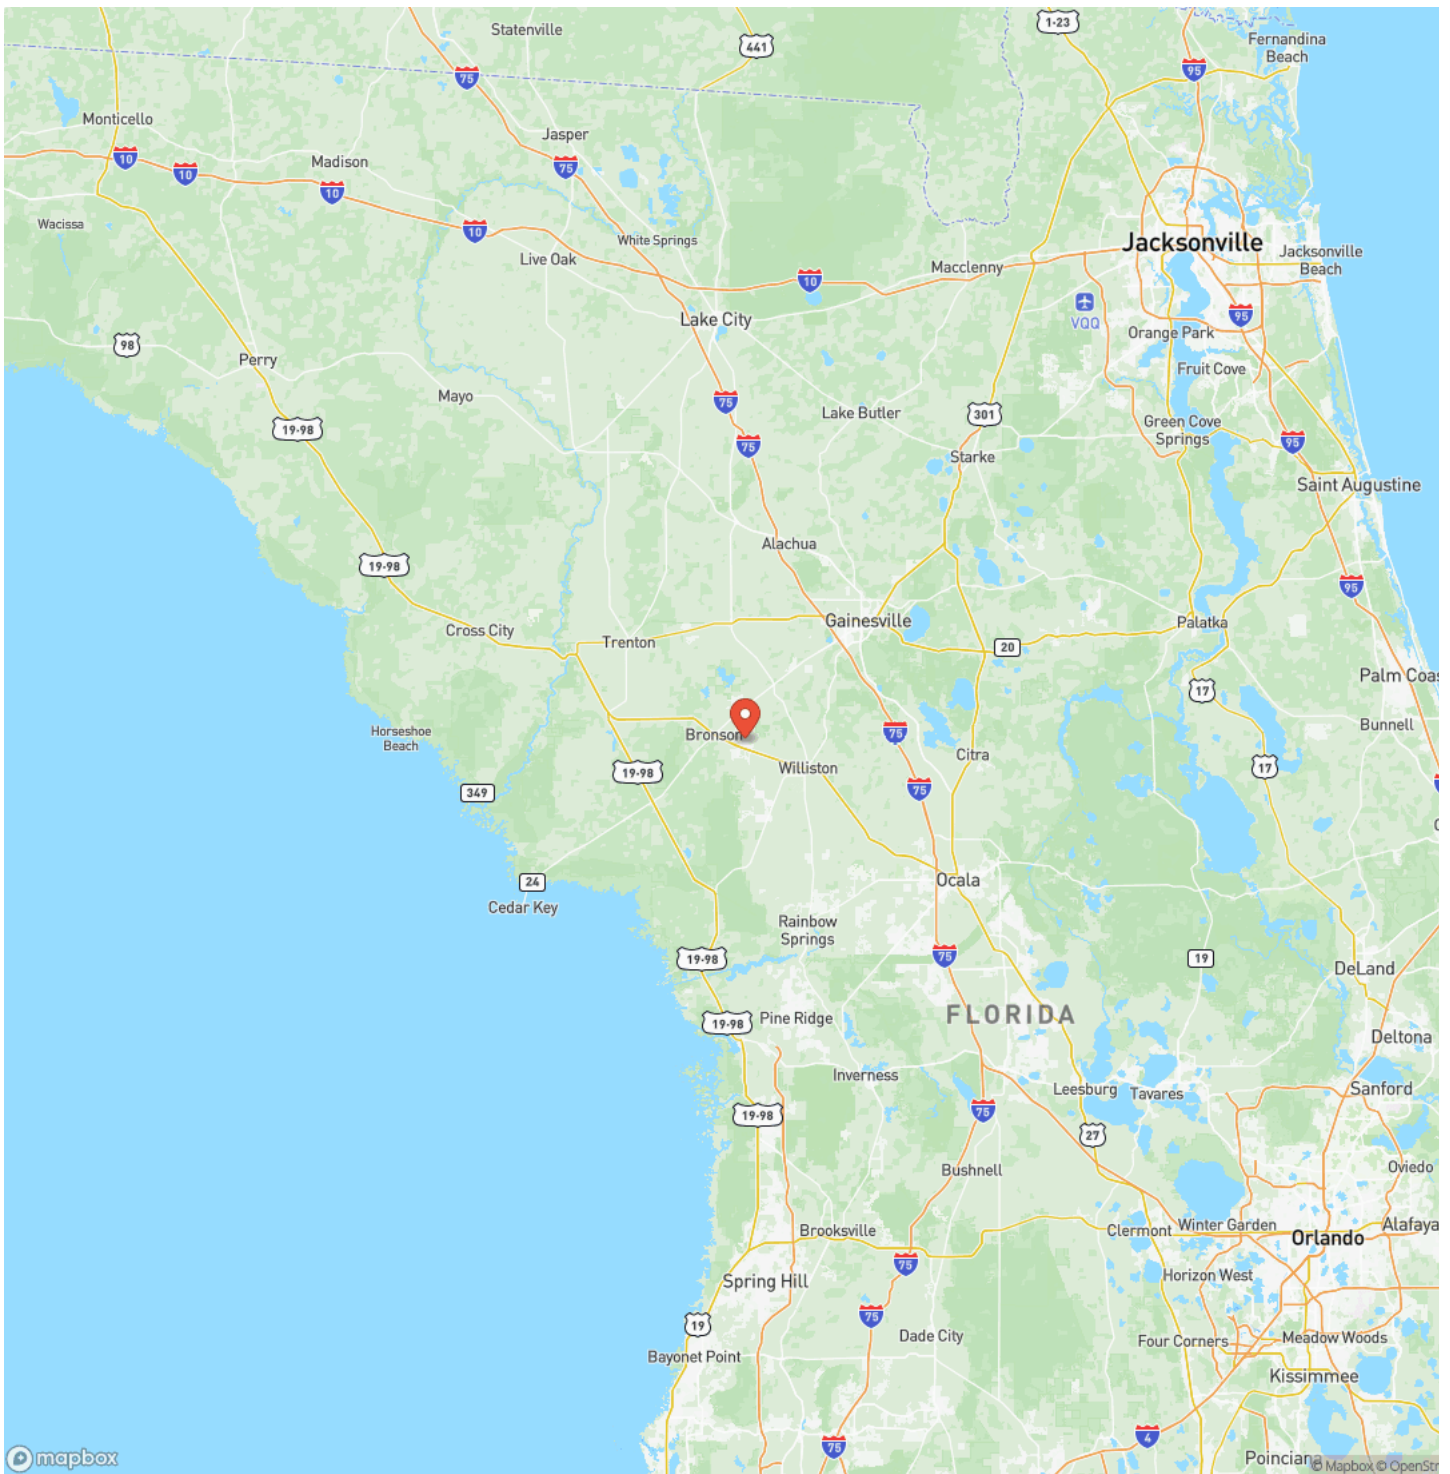 Statenville
441
1-23
Fernandina
Beach
75
95
Monticello
10
Jasper
75
Madison
10
10
Wacissa
10
White Springs
Live Oak
Jacksonville
Jacksonville
Beach
Macclenny
10
VQQ
95
Orange Park
Lake City
98
Perry
Fruit Cove
Mayo
75
Lake Butler
301
19-98
75
Green Cove
Springs
95
Starke
Saint Augustine
Alachua
19-98
95
Cross City
Trenton
Gainesville
20
Palatka
17
Palm Coas
Horseshoe
Beach
Bronson
75
Bunnell
Citra
19-98
Williston
17
349
75
24
Cedar Key
Ocala
Rainbow
Springs
19-98
75
19
DeLand
19-98
Pine Ridge
FLORIDA
Deltona
Inverness
Leesburg
Tavares
Sanford
19-98
75
27
Bushnell
Oviedo
Brooksville
Clermont
Winter Garden
Alafaya
Orlando
75
Spring Hill
Horizon West
19
75
Dade City
Four Corners
Meadow Woods
Bayonet Point
Kissimmee
75
4
Poinciana
mapbox
© Mapbox © OpenStr